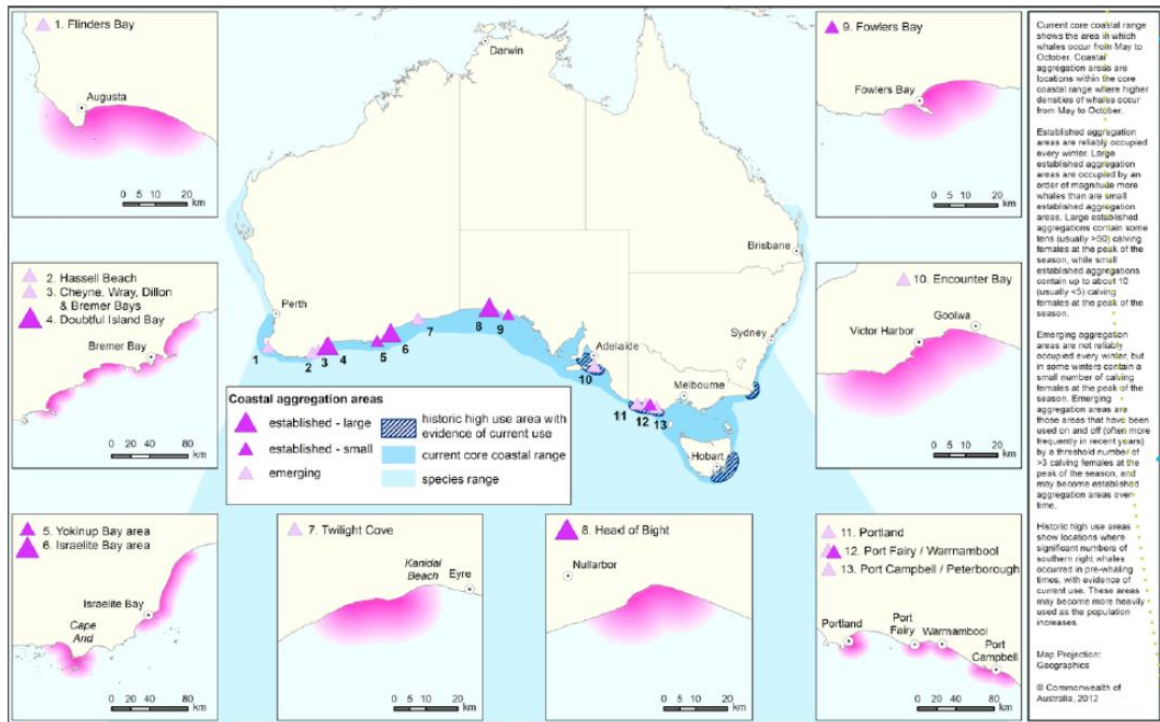 1. Flinders Bay
Augusta
0 5 10 20
km
2. Hassell Beach
3. Cheyne, Wray, Dillon
& Bremer Bays
4. Doubtful Island Bay
Bremer Bay
0 20 40 80
km
5. Yokinup Bay area
6. Israelite Bay area
Israelite Bay
Cape
Arid
0 20 40 80
km
Darwin
Brisbane
Perth
Sydney
Adelaide
Melbourne
Hobart
1
2
3
4
5
6
7
8
9
10
11
12
13
Coastal aggregation areas
established - large
established - small
emerging
historic high use area with
evidence of current use
current core coastal range
species range
7. Twilight Cove
Kanidal
Beach
Eyre
0 5 10 20
km
8. Head of Bight
Nullarbor
0 5 10 20
km
9. Fowlers Bay
Fowlers Bay
0 5 10 20
km
10. Encounter Bay
Goolwa
Victor Harbor
0 5 10 20
km
11. Portland
12. Port Fairy / Warrnambool
13. Port Campbell / Peterborough
Portland
Port
Fairy
Warrnambool
Port
Campbell
0 20 40 80
km
Current core coastal range
shows the area in which
whales occur from May to
October. Coastal
aggregation areas are
locations within the core
coastal range where higher
densities of whales occur
from May to October.
Established aggregation
areas are reliably occupied
every winter. Large
established aggregation
areas are occupied by an
order of magnitude more
whales than are small
established aggregation
areas. Large established
aggregations contain some
tens (usually >50) calving
females at the peak of the
season, while small
established aggregations
contain up to about 10
(usually <5) calving
females at the peak of the
season.
Emerging aggregation
areas are not reliably
occupied every winter, but
in some winters contain a
small number of calving
females at the peak of the
season. Emerging
aggregation areas are
those areas that have been
used on and off (often more
frequently in recent years)
by a threshold number of
>3 calving females at the
peak of the season, and
may become established
aggregation areas over
time.
Historic high use areas
show locations where
significant numbers of
southern right whales
occurred in pre-whaling
times, with evidence of
current use. These areas
may become more heavily
used as the population
increases.
Map Projection:
Geographics
© Commonwealth of
Australia, 2012